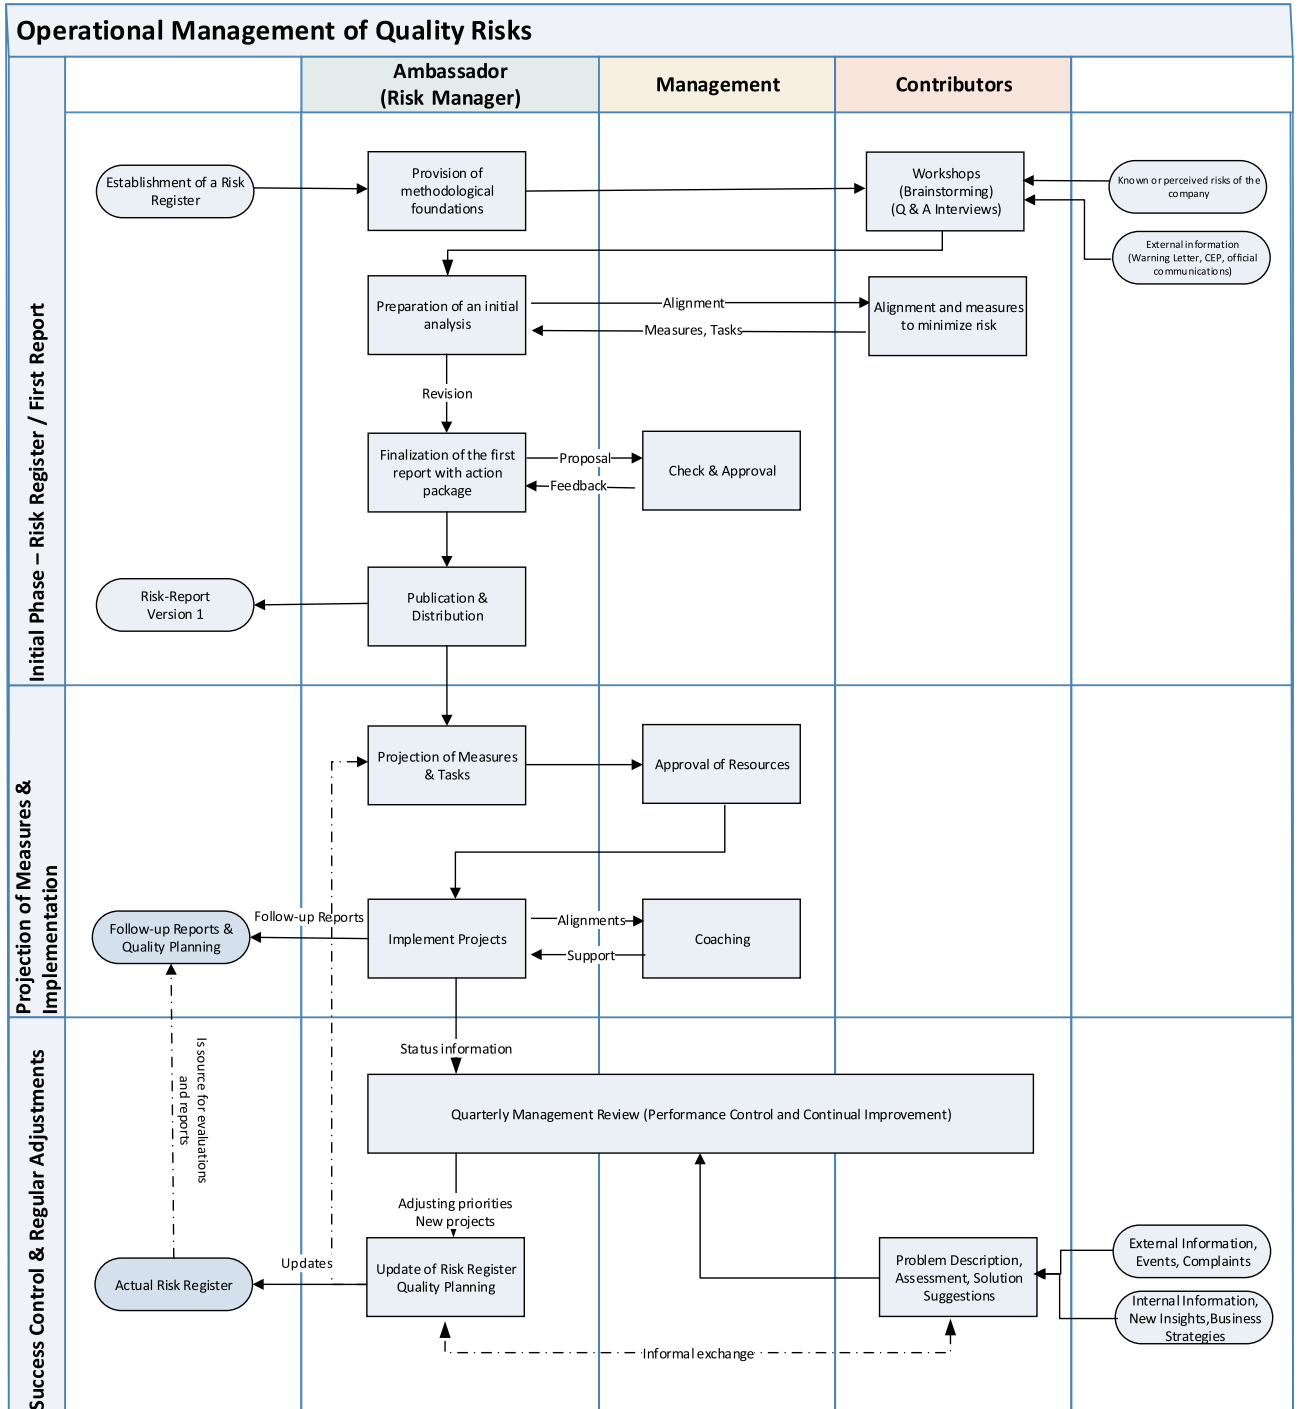 Operational Management of Quality Risks
Ambassador
(Risk Manager)
Management
Contributors
Initial Phase – Risk Register / First Report
Establishment of a Risk
Register
Provision of
methodological
foundations
Workshops
(Brainstorming)
(Q & A Interviews)
Known or perceived risks of the
company
External information
(Warning Letter, CEP, official
communications)
Preparation of an initial
analysis
Alignment
Measures, Tasks
Alignment and measures
to minimize risk
Revision
Finalization of the first
report with action
package
Proposal
Feedback
Check & Approval
Risk-Report
Version 1
Publication &
Distribution
Projection of Measures &
Implementation
Projection of Measures
& Tasks
Approval of Resources
Follow-up Reports
Follow-up Reports &
Quality Planning
Implement Projects
Alignments
Support
Coaching
Success Control & Regular Adjustments
Is source for evaluations
and reports
Status information
Quarterly Management Review (Performance Control and Continual Improvement)
Adjusting priorities
New projects
Updates
Actual Risk Register
Update of Risk Register
Quality Planning
Problem Description,
Assessment, Solution
Suggestions
External Information,
Events, Complaints
Internal Information,
New Insights,Business
Strategies
Informal exchange